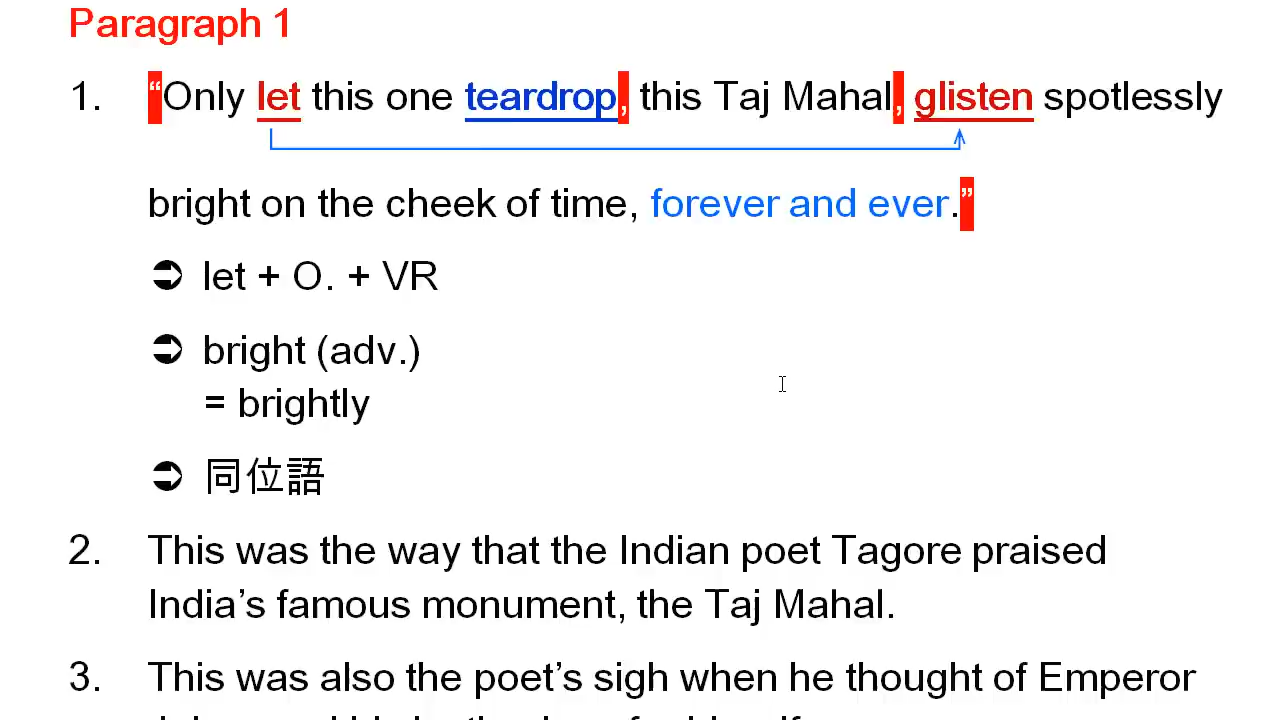 Paragraph 1
1. “Only let this one teardrop, this Taj Mahal, glisten spotlessly
bright on the cheek of time, forever and ever.”
➲ let + O. + VR
➲ bright (adv.)
= brightly
➲ 同位語
2. This was the way that the Indian poet Tagore praised
India’s famous monument, the Taj Mahal.
3. This was also the poet’s sigh when he thought of Emperor